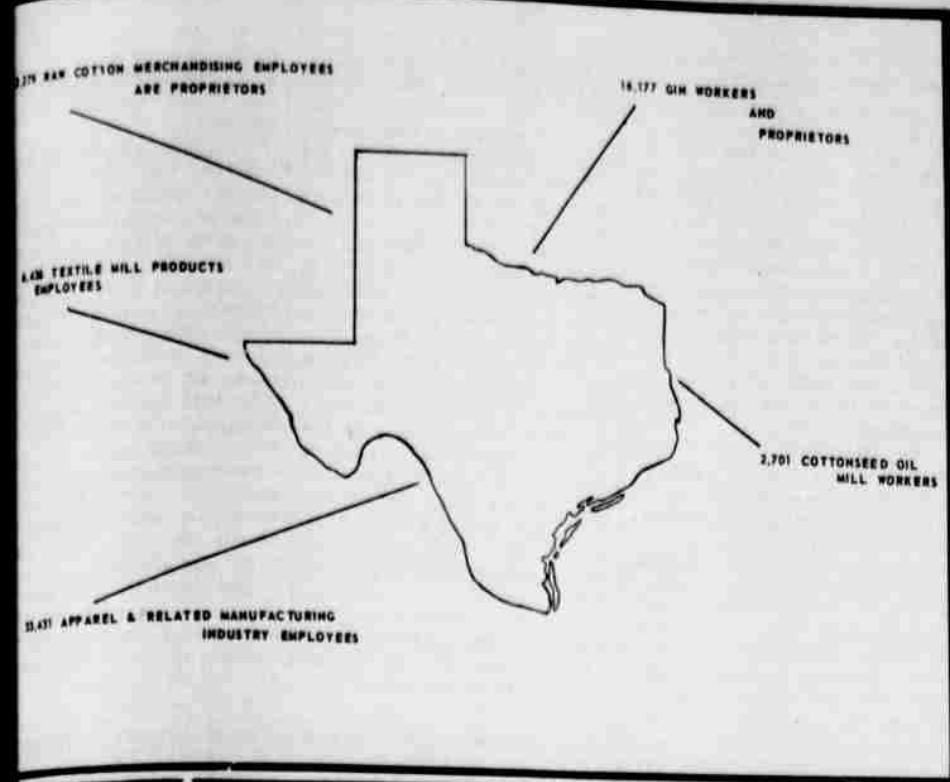 RAW COTTON MERCHANDISING EMPLOYEES
ARE PROPRIETORS
16,177 GIN WORKERS
AND
PROPRIETORS
TEXTILE MILL PRODUCTS
EMPLOYEES
2,701 COTTONSEED OIL
MILL WORKERS
APPAREL & RELATED MANUFACTURING
INDUSTRY EMPLOYEES